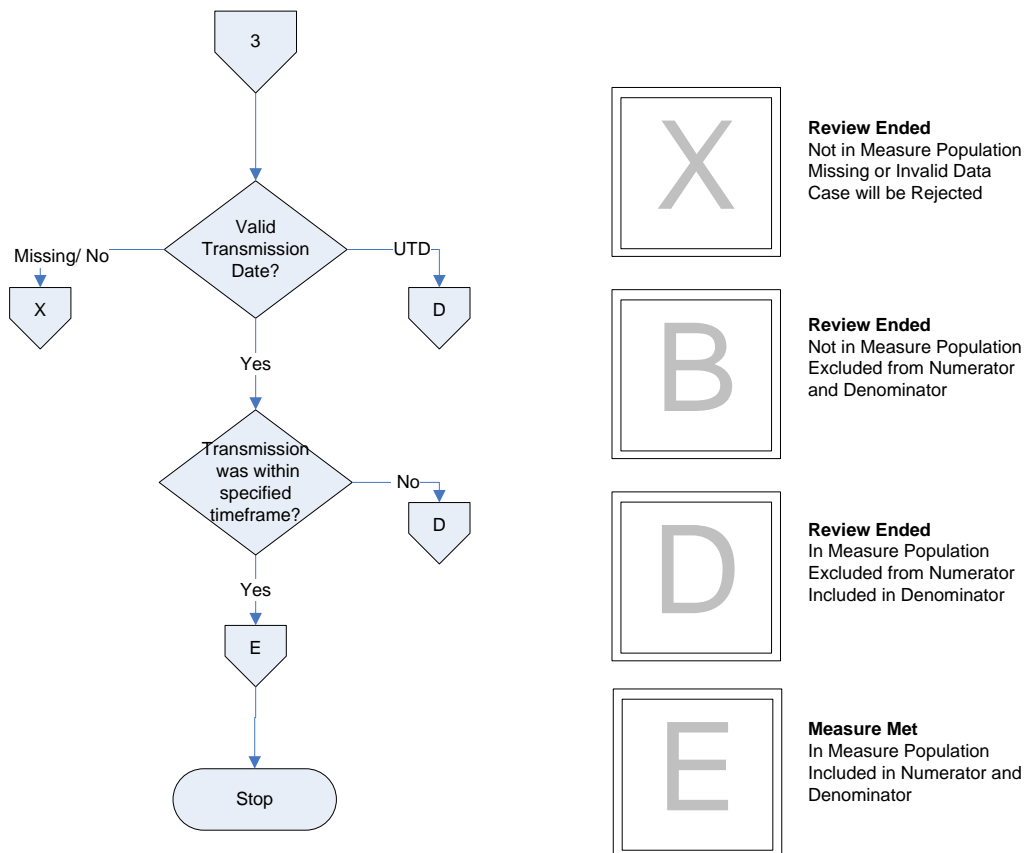 3
Valid
Transmission
Date?
Missing/ No
UTD
X
D
Yes
Transmission
was within
specified
timeframe?
No
D
Yes
E
Stop
X
Review Ended
Not in Measure Population
Missing or Invalid Data
Case will be Rejected
B
Review Ended
Not in Measure Population
Excluded from Numerator
and Denominator
D
Review Ended
In Measure Population
Excluded from Numerator
Included in Denominator
E
Measure Met
In Measure Population
Included in Numerator and
Denominator